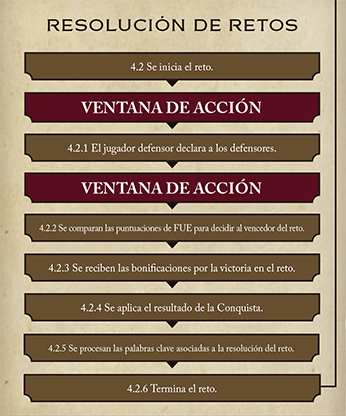 RESOLUCIÓN DE RETOS
4.2 Se inicia el reto.
VENTANA DE ACCIÓN
4.2.1 El jugador defensor declara a los defensores.
VENTANA DE ACCIÓN
4.2.2 Se comparan las puntuaciones de FUE para decidir al vencedor del reto.
4.2.3 Se reciben las bonificaciones por la victoria en el reto.
4.2.4 Se aplica el resultado de la Conquista.
4.2.5 Se procesan las palabras clave asociadas a la resolución del reto.
4.2.6 Termina el reto.